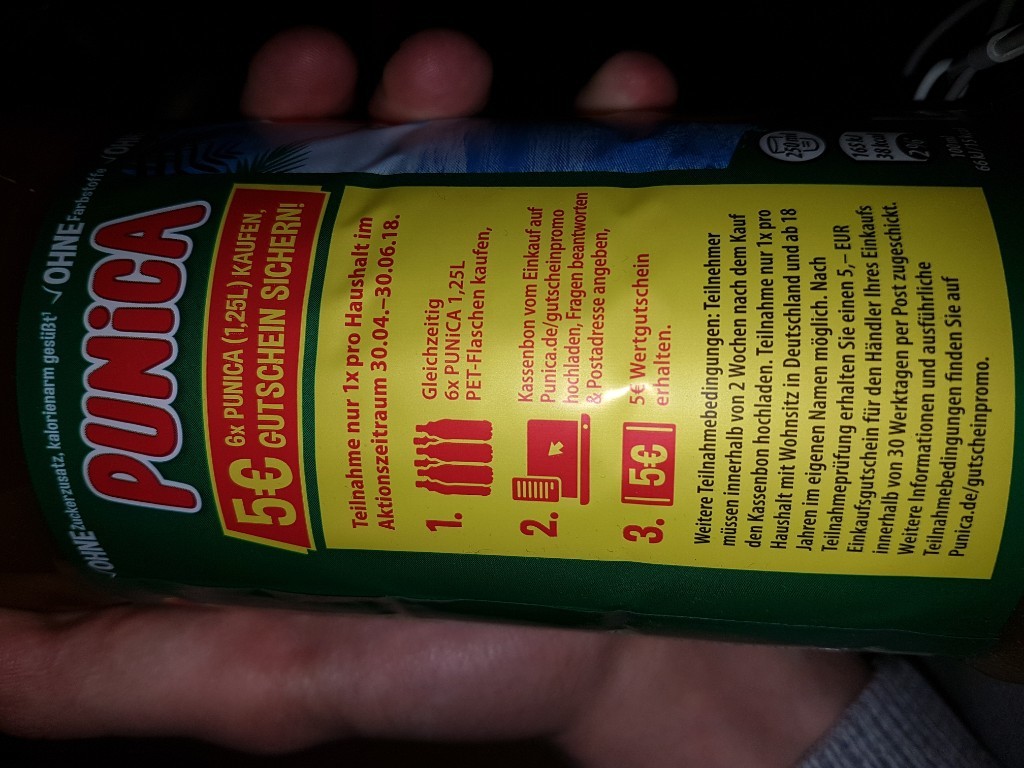 √OHNE Zuckerzusatz, kalorienarm gesüßt¹ √OHNE Farbstoffe √OH
PUNiCA
6x PUNICA (1,25L) KAUFEN,
5€ GUTSCHEIN SICHERN!
Teilnahme nur 1x pro Haushalt im
Aktionszeitraum 30.04.–30.06.18.
1. Gleichzeitig
6x PUNICA 1,25L
PET-Flaschen kaufen,
2. Kassenbon vom Einkauf auf
Punica.de/gutscheinpromo
hochladen, Fragen beantworten
& Postadresse angeben,
3. 5€ 5€ Wertgutschein
erhalten.
Weitere Teilnahmebedingungen: Teilnehmer
müssen innerhalb von 2 Wochen nach dem Kauf
den Kassenbon hochladen. Teilnahme nur 1x pro
Haushalt mit Wohnsitz in Deutschland und ab 18
Jahren im eigenen Namen möglich. Nach
Teilnahmeprüfung erhalten Sie einen 5,– EUR
Einkaufsgutschein für den Händler Ihres Einkaufs
innerhalb von 30 Werktagen per Post zugeschickt.
Weitere Informationen und ausführliche
Teilnahmebedingungen finden Sie auf
Punica.de/gutscheinpromo.
250ml
165kJ
38kcal
2%
100ml